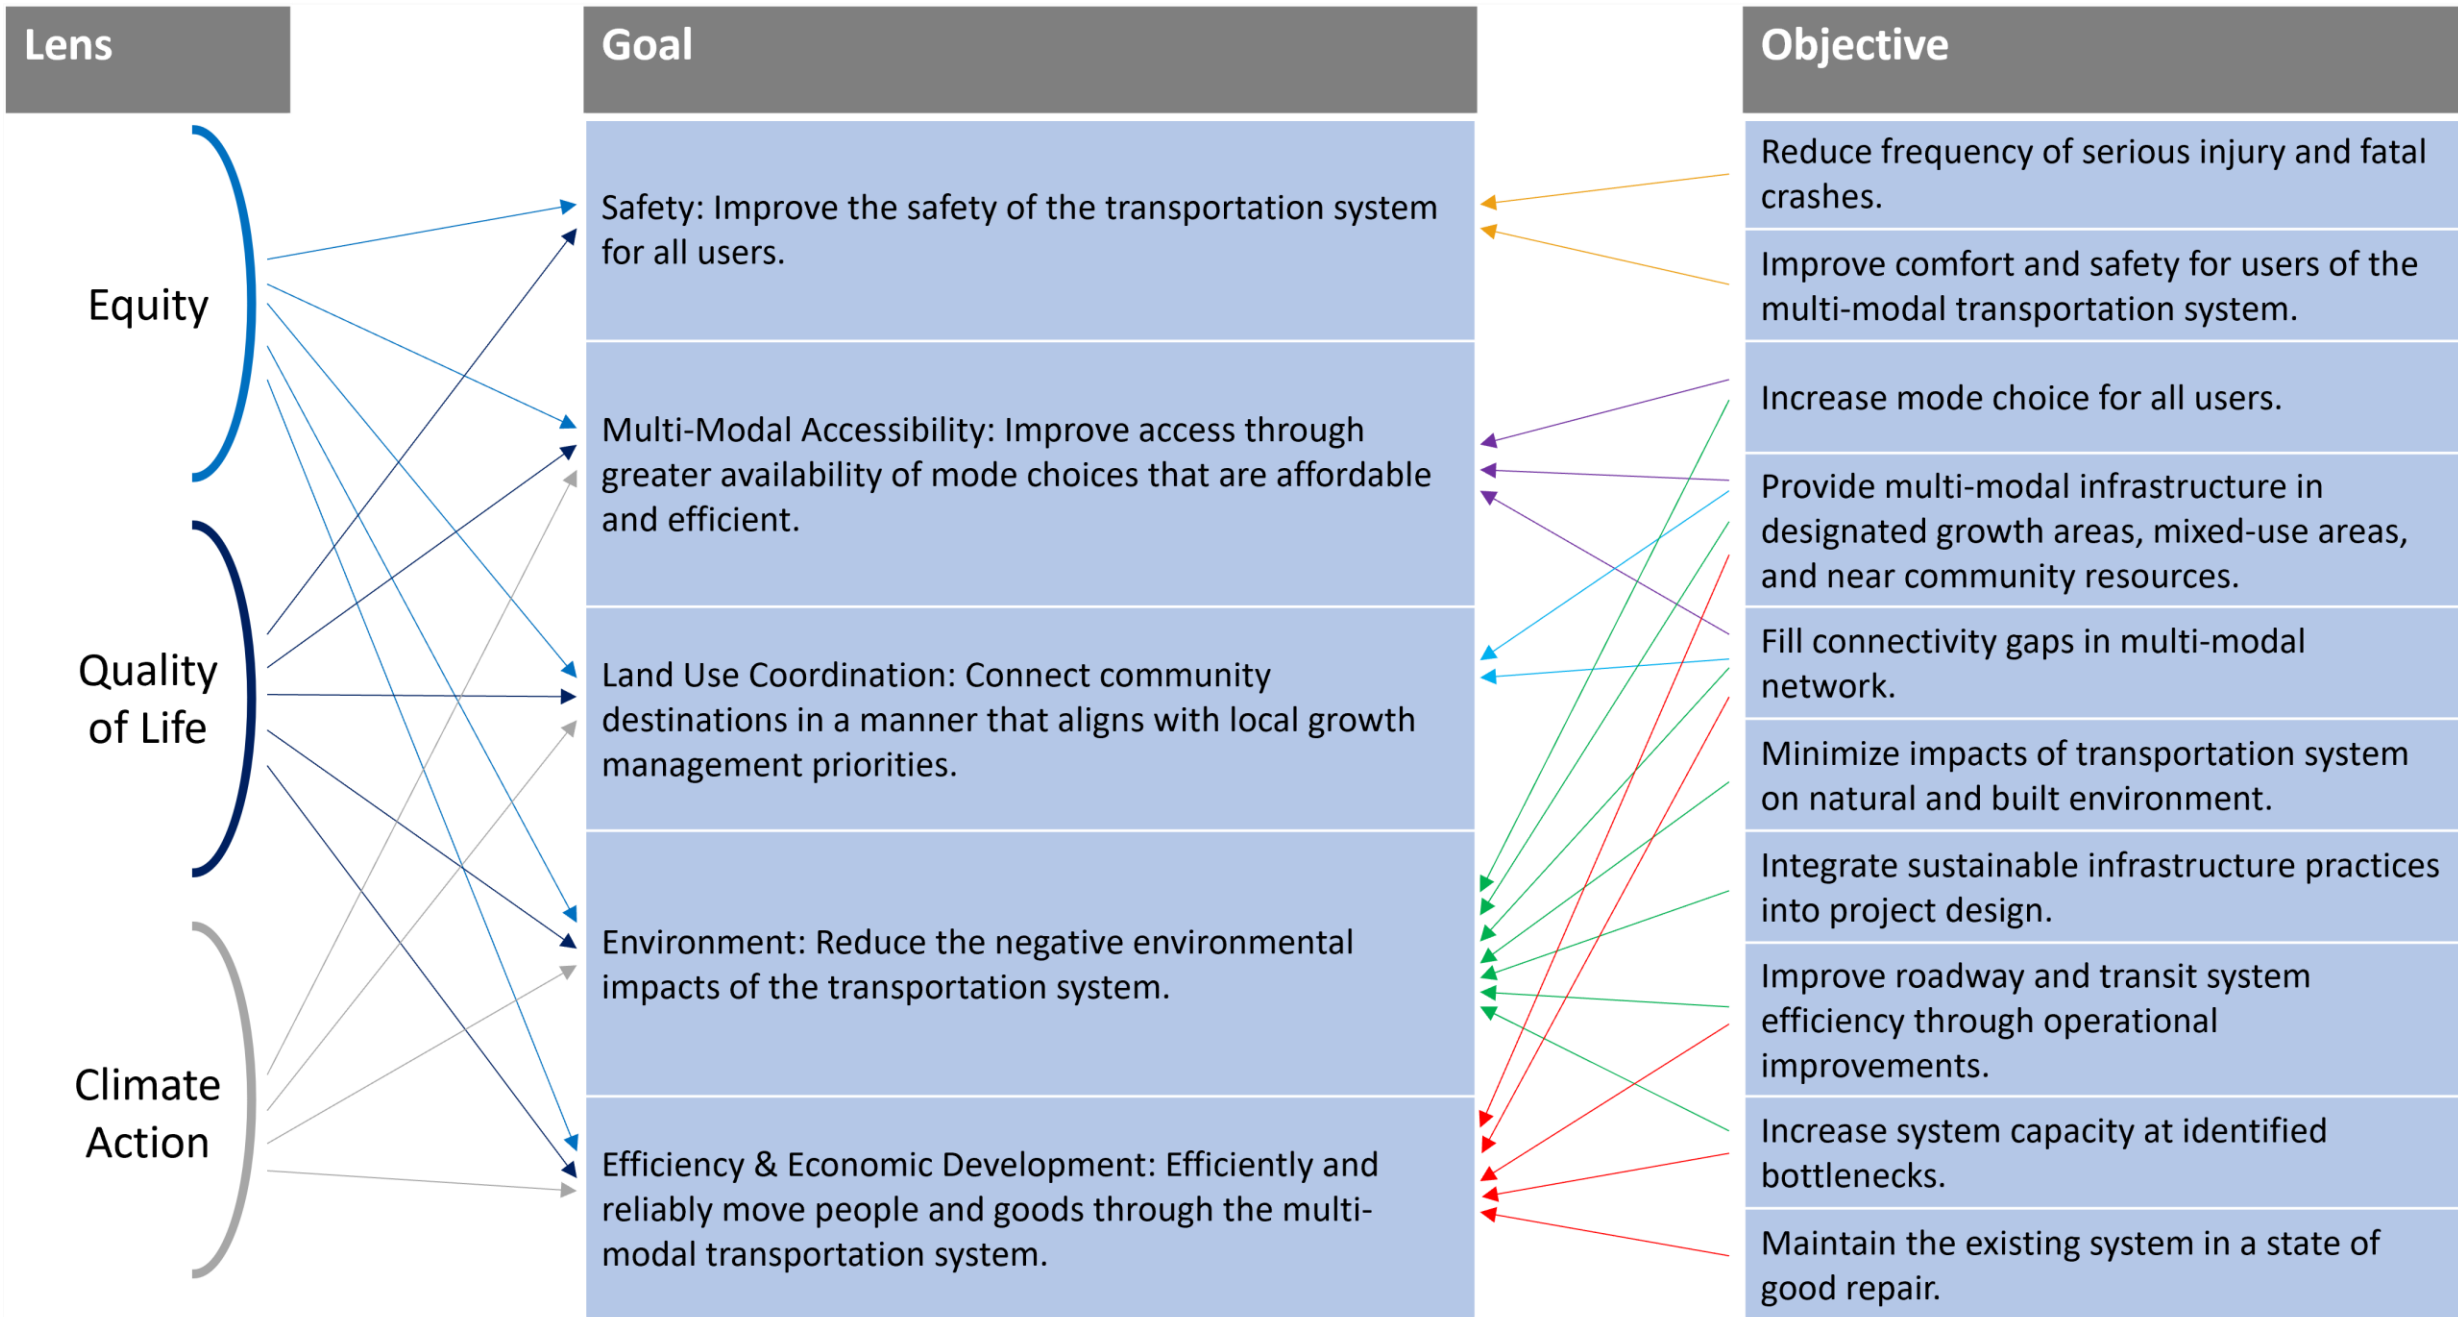 Lens
Goal
Objective
Equity
Quality
of Life
Climate
Action
Safety: Improve the safety of the transportation system
for all users.
Multi-Modal Accessibility: Improve access through
greater availability of mode choices that are affordable
and efficient.
Land Use Coordination: Connect community
destinations in a manner that aligns with local growth
management priorities.
Environment: Reduce the negative environmental
impacts of the transportation system.
Efficiency & Economic Development: Efficiently and
reliably move people and goods through the multi-
modal transportation system.
Reduce frequency of serious injury and fatal
crashes.
Improve comfort and safety for users of the
multi-modal transportation system.
Increase mode choice for all users.
Provide multi-modal infrastructure in
designated growth areas, mixed-use areas,
and near community resources.
Fill connectivity gaps in multi-modal
network.
Minimize impacts of transportation system
on natural and built environment.
Integrate sustainable infrastructure practices
into project design.
Improve roadway and transit system
efficiency through operational
improvements.
Increase system capacity at identified
bottlenecks.
Maintain the existing system in a state of
good repair.